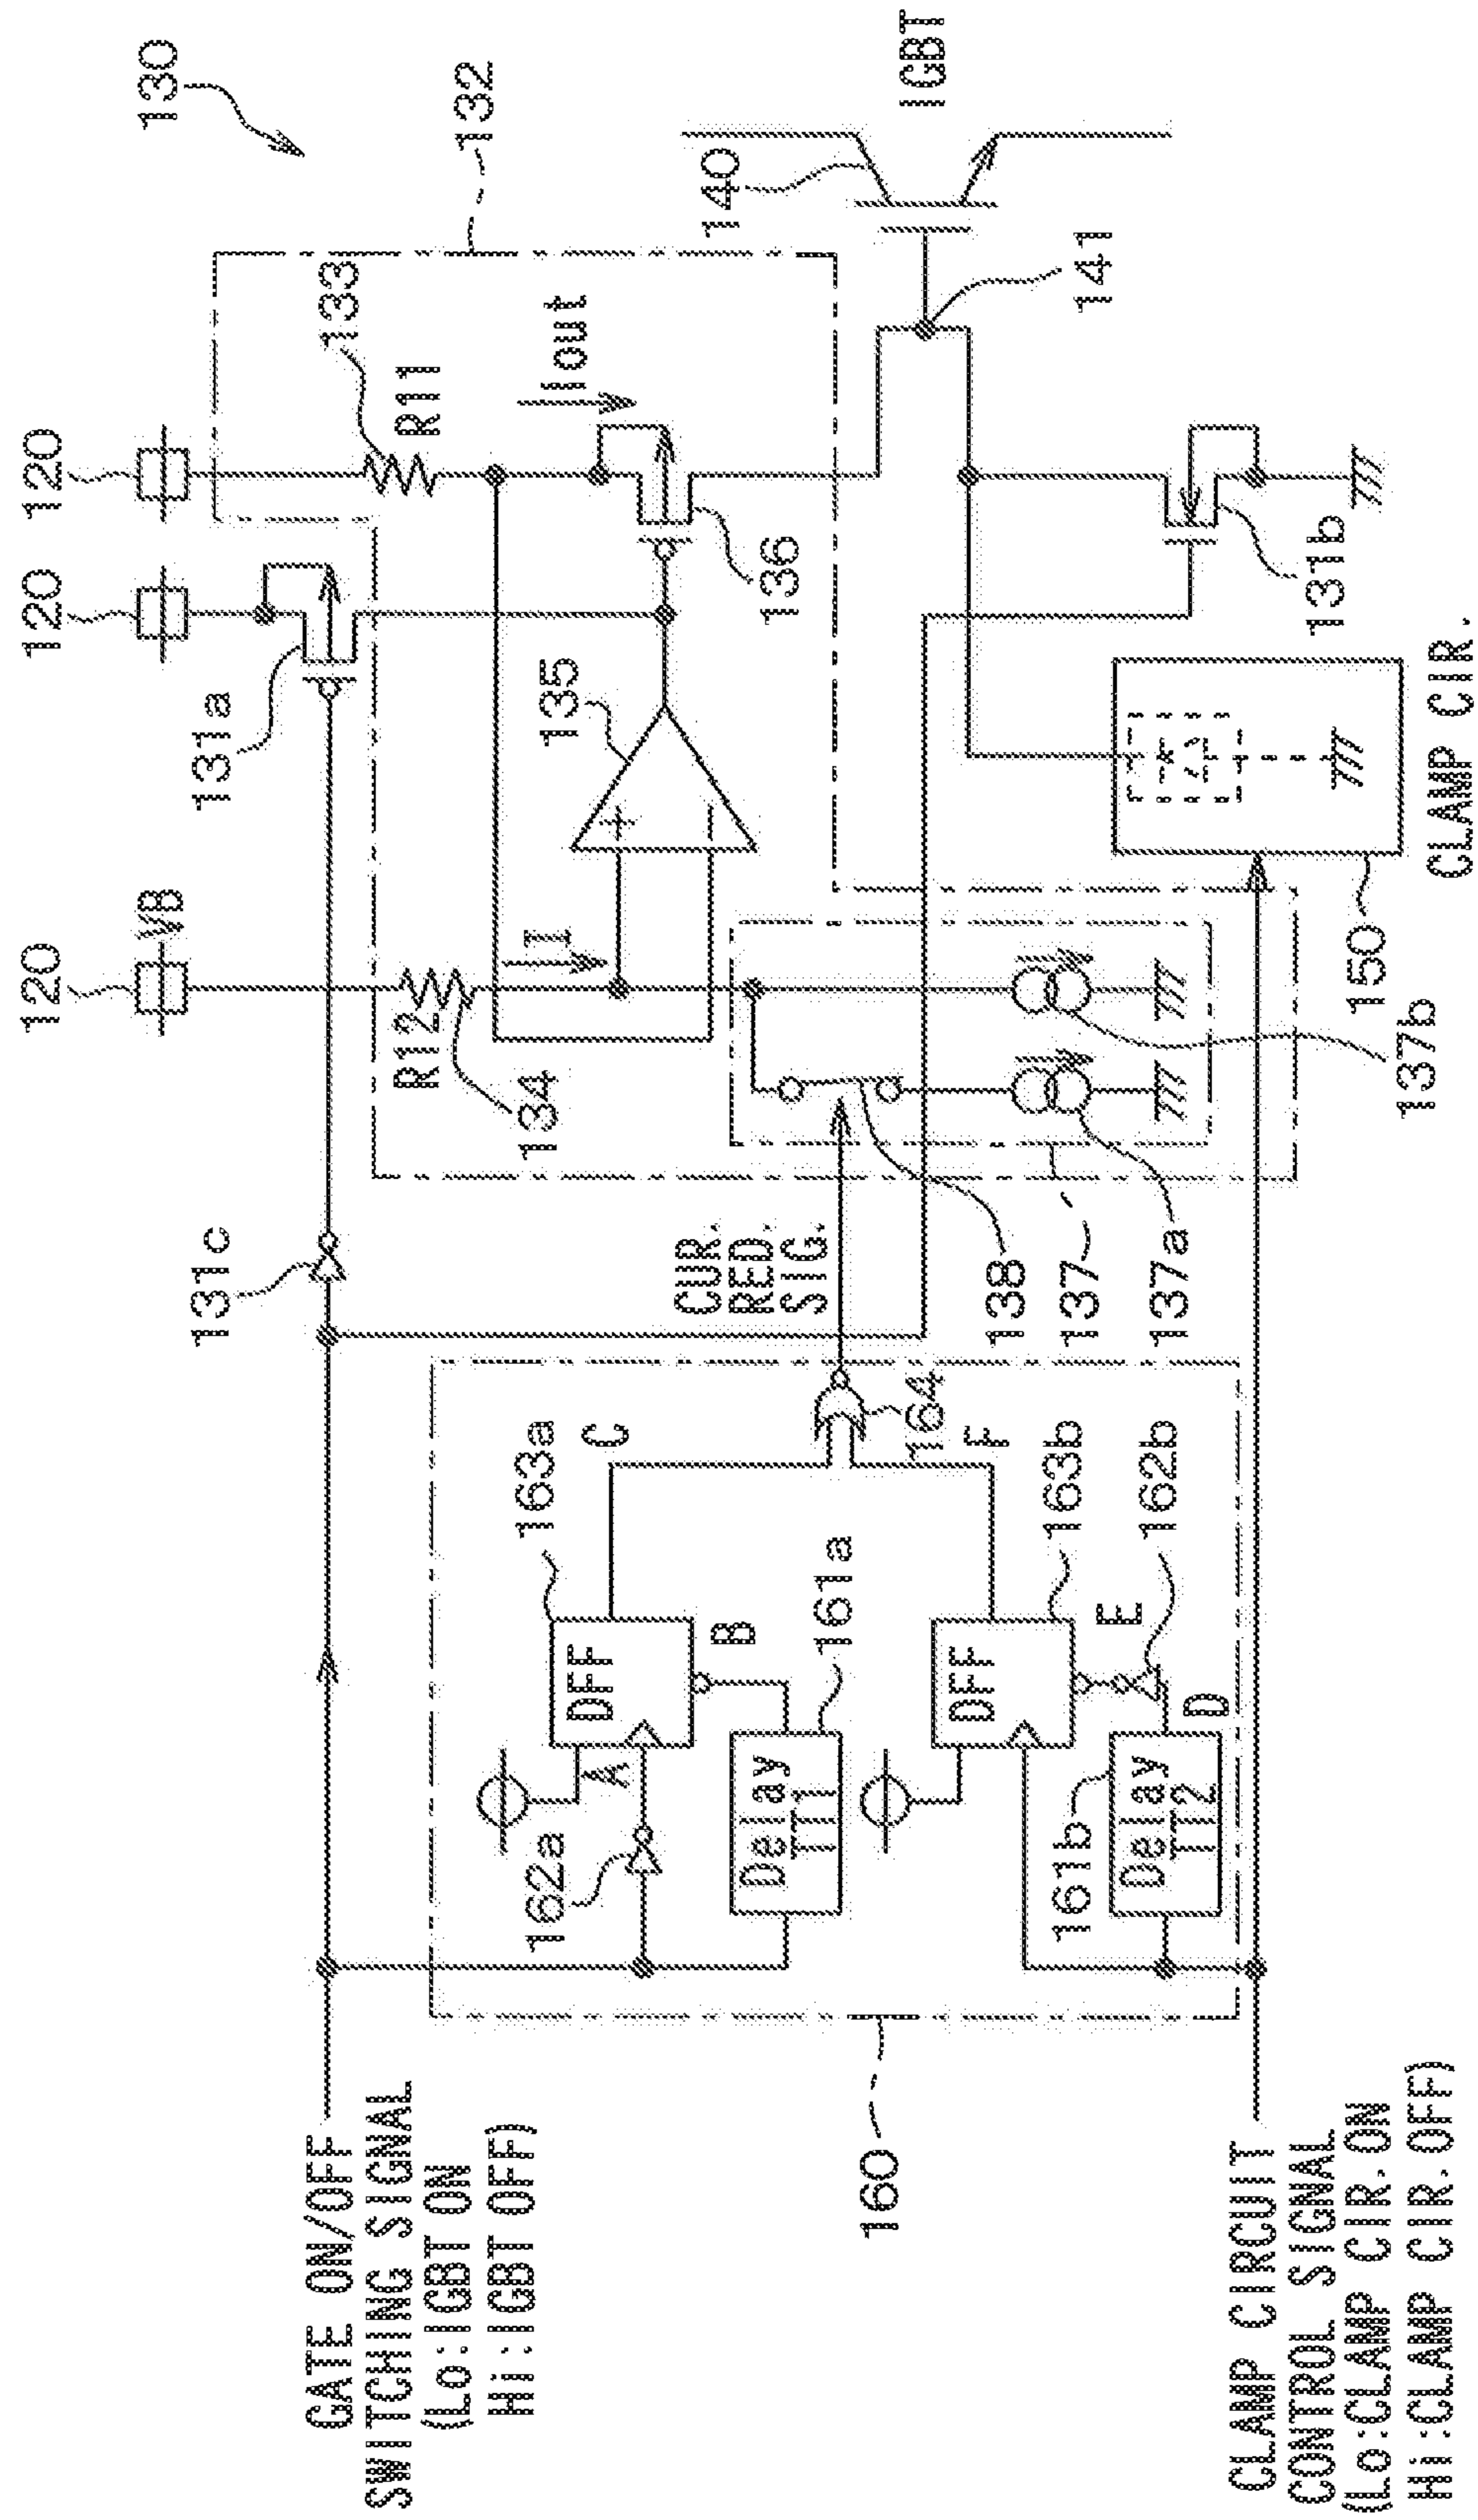 130
120
120
120
VB
132
133
R11
Iout
131a
135
136
140
IGBT
141
R12
134
I
131c
CUR.
RED.
SIG.
138
137
137a
137b
131b
150
CLAMP CIR.
GATE ON/OFF
SWITCHING SIGNAL
(Lo:IGBT ON
Hi:IGBT OFF)
160
162a
A
DFF
163a
C
B
Delay
TT1
161a
164
DFF
163b
F
E
162b
D
Delay
TT2
161b
CLAMP CIRCUIT
CONTROL SIGNAL
(Lo:CLAMP CIR.ON
Hi:CLAMP CIR.OFF)